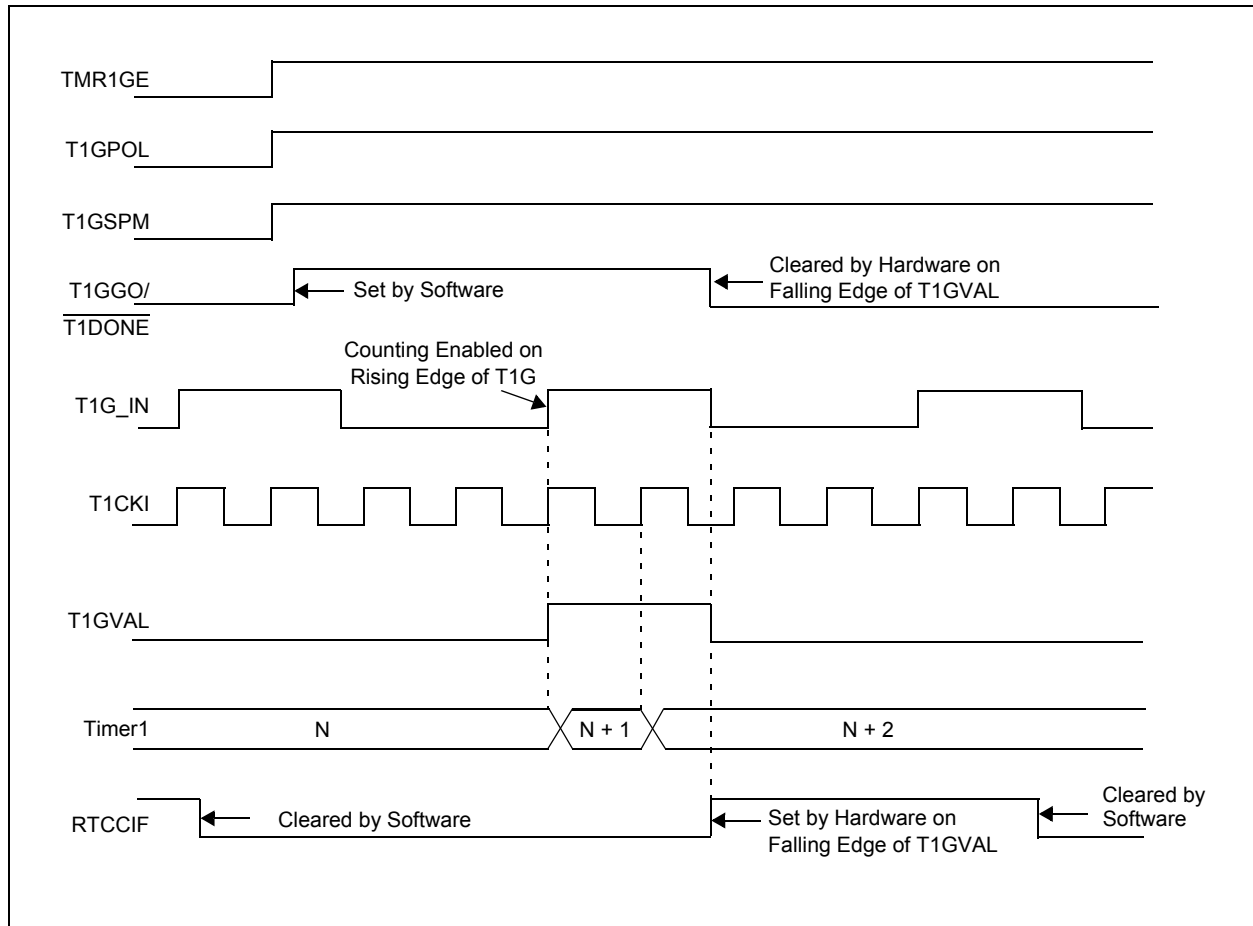 TMR1GE
T1GPOL
T1GSPM
T1GGO/
T1DONE
Set by Software
Cleared by Hardware on
Falling Edge of T1GVAL
Counting Enabled on
Rising Edge of T1G
T1G_IN
T1CKI
T1GVAL
Timer1
N
N + 1
N + 2
RTCCIF
Cleared by Software
Set by Hardware on
Falling Edge of T1GVAL
Cleared by
Software